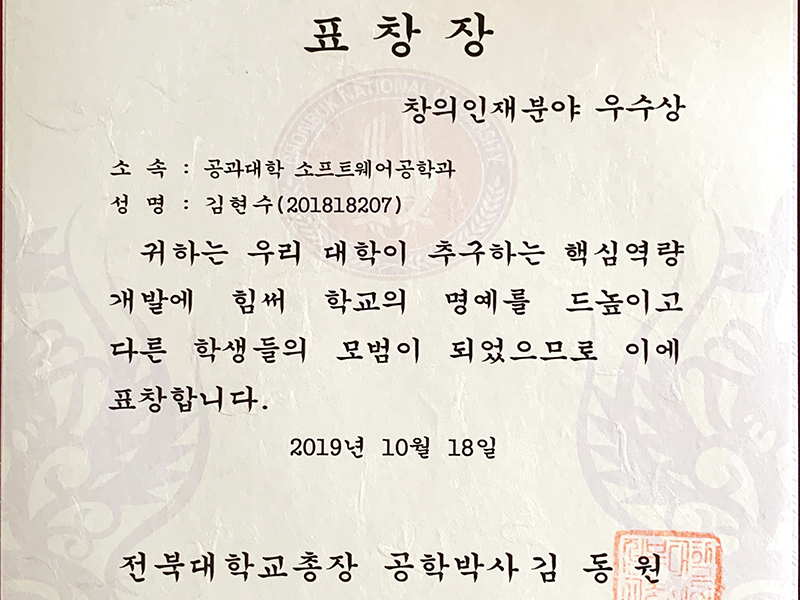 표 창 장
창의인재분야 우수상
소 속 : 공과대학 소프트웨어공학과
성 명 : 김현수(201818207)
귀하는 우리 대학이 추구하는 핵심역량
개발에 힘써 학교의 명예를 드높이고
다른 학생들의 모범이 되었으므로 이에
표창합니다.
2019년 10월 18일
전북대학교총장 공학박사 김 동 원